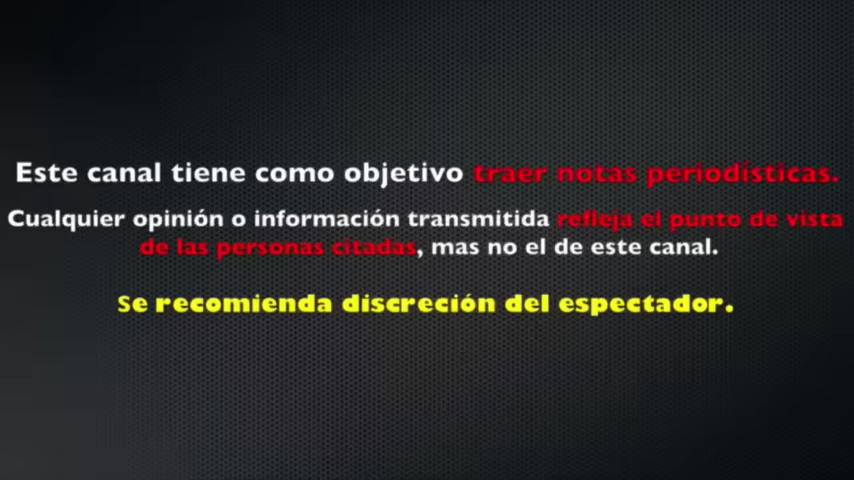 Este canal tiene como objetivo traer notas periodísticas.
Cualquier opinión o información transmitida refleja el punto de vista
de las personas citadas, mas no el de este canal.
Se recomienda discreción del espectador.